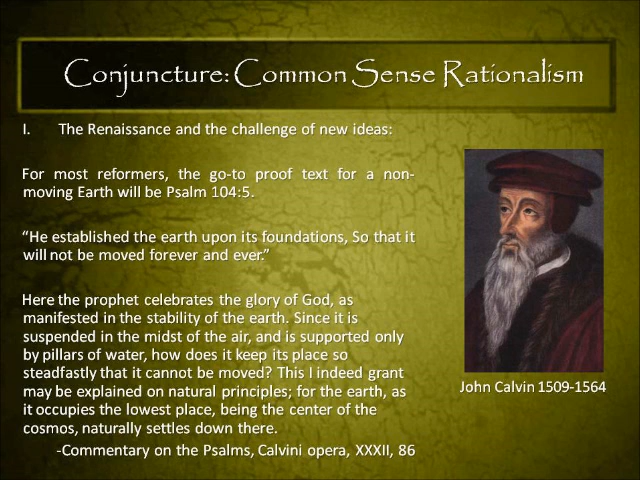 Conjuncture: Common Sense Rationalism
I. The Renaissance and the challenge of new ideas:
For most reformers, the go-to proof text for a non-
moving Earth will be Psalm 104:5.
“He established the earth upon its foundations, So that it
will not be moved forever and ever.”
Here the prophet celebrates the glory of God, as
manifested in the stability of the earth. Since it is
suspended in the midst of the air, and is supported only
by pillars of water, how does it keep its place so
steadfastly that it cannot be moved? This I indeed grant
may be explained on natural principles; for the earth, as
it occupies the lowest place, being the center of the
cosmos, naturally settles down there.
-Commentary on the Psalms, Calvini opera, XXXII, 86
John Calvin 1509-1564